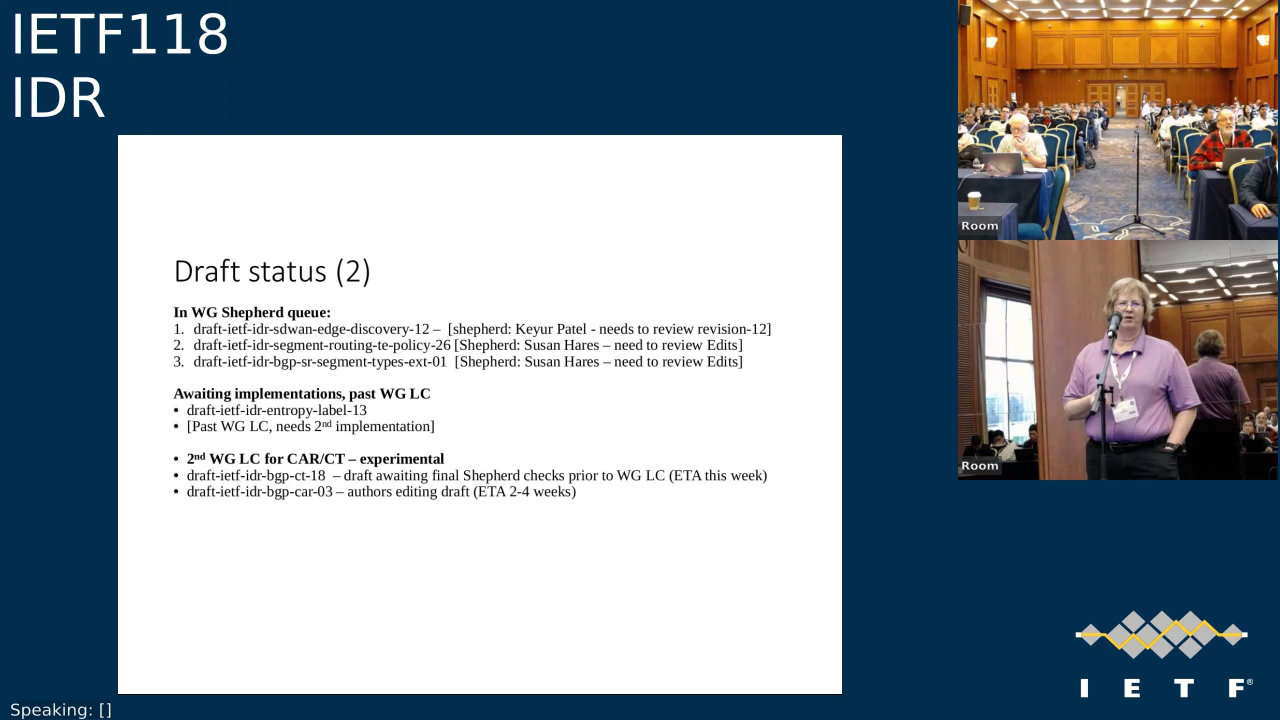 IETF118
IDR
Draft status (2)
In WG Shepherd queue:
1. draft-ietf-idr-sdwan-edge-discovery-12 – [shepherd: Keyur Patel - needs to review revision-12]
2. draft-ietf-idr-segment-routing-te-policy-26 [Shepherd: Susan Hares – need to review Edits]
3. draft-ietf-idr-bgp-sr-segment-types-ext-01 [Shepherd: Susan Hares – need to review Edits]
Awaiting implementations, past WG LC
• draft-ietf-idr-entropy-label-13
• [Past WG LC, needs 2nd implementation]
• 2nd WG LC for CAR/CT – experimental
• draft-ietf-idr-bgp-ct-18 – draft awaiting final Shepherd checks prior to WG LC (ETA this week)
• draft-ietf-idr-bgp-car-03 – authors editing draft (ETA 2-4 weeks)
Room
Room
I E T F®
Speaking: []